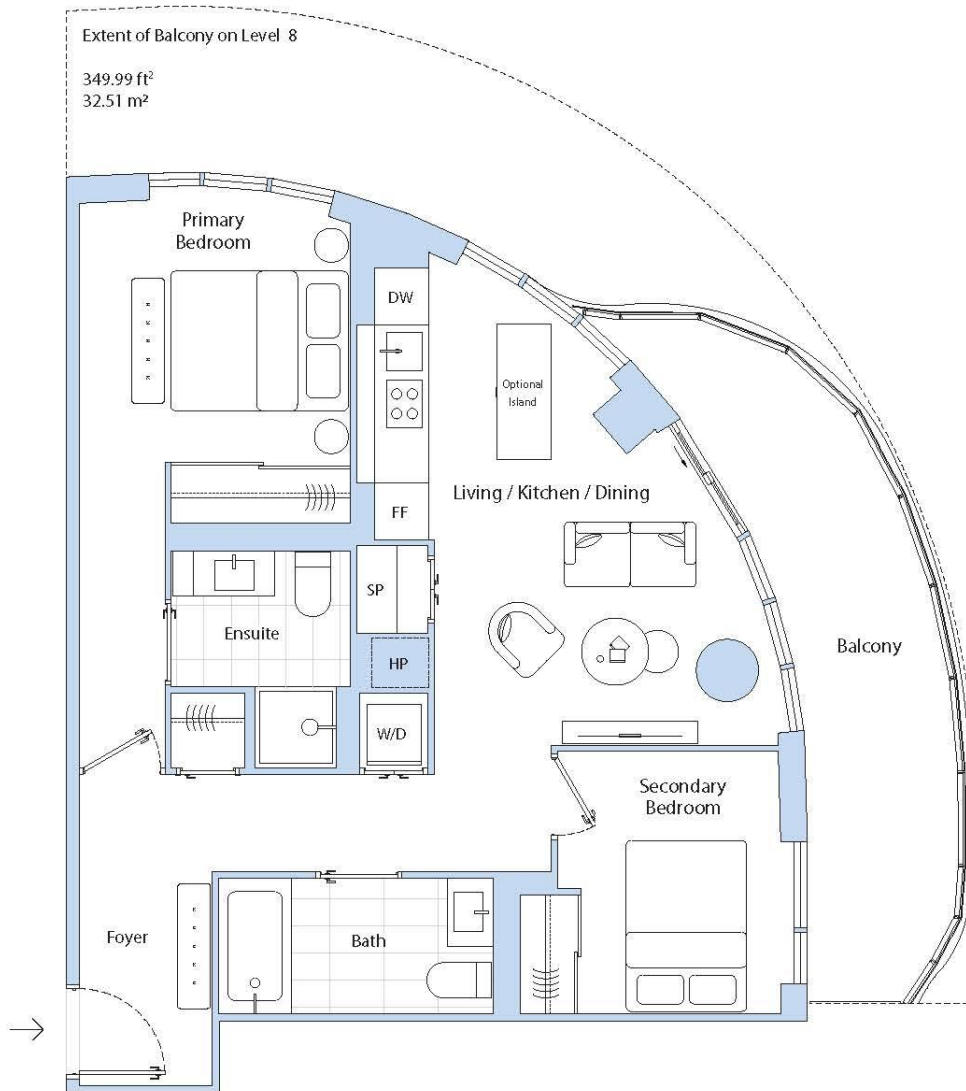 Extent of Balcony on Level 8
349.99 ft²
32.51 m²
Primary
Bedroom
DW
Optional
Island
Living / Kitchen / Dining
FF
SP
Ensuite
HP
Balcony
W/D
Secondary
Bedroom
Foyer
Bath